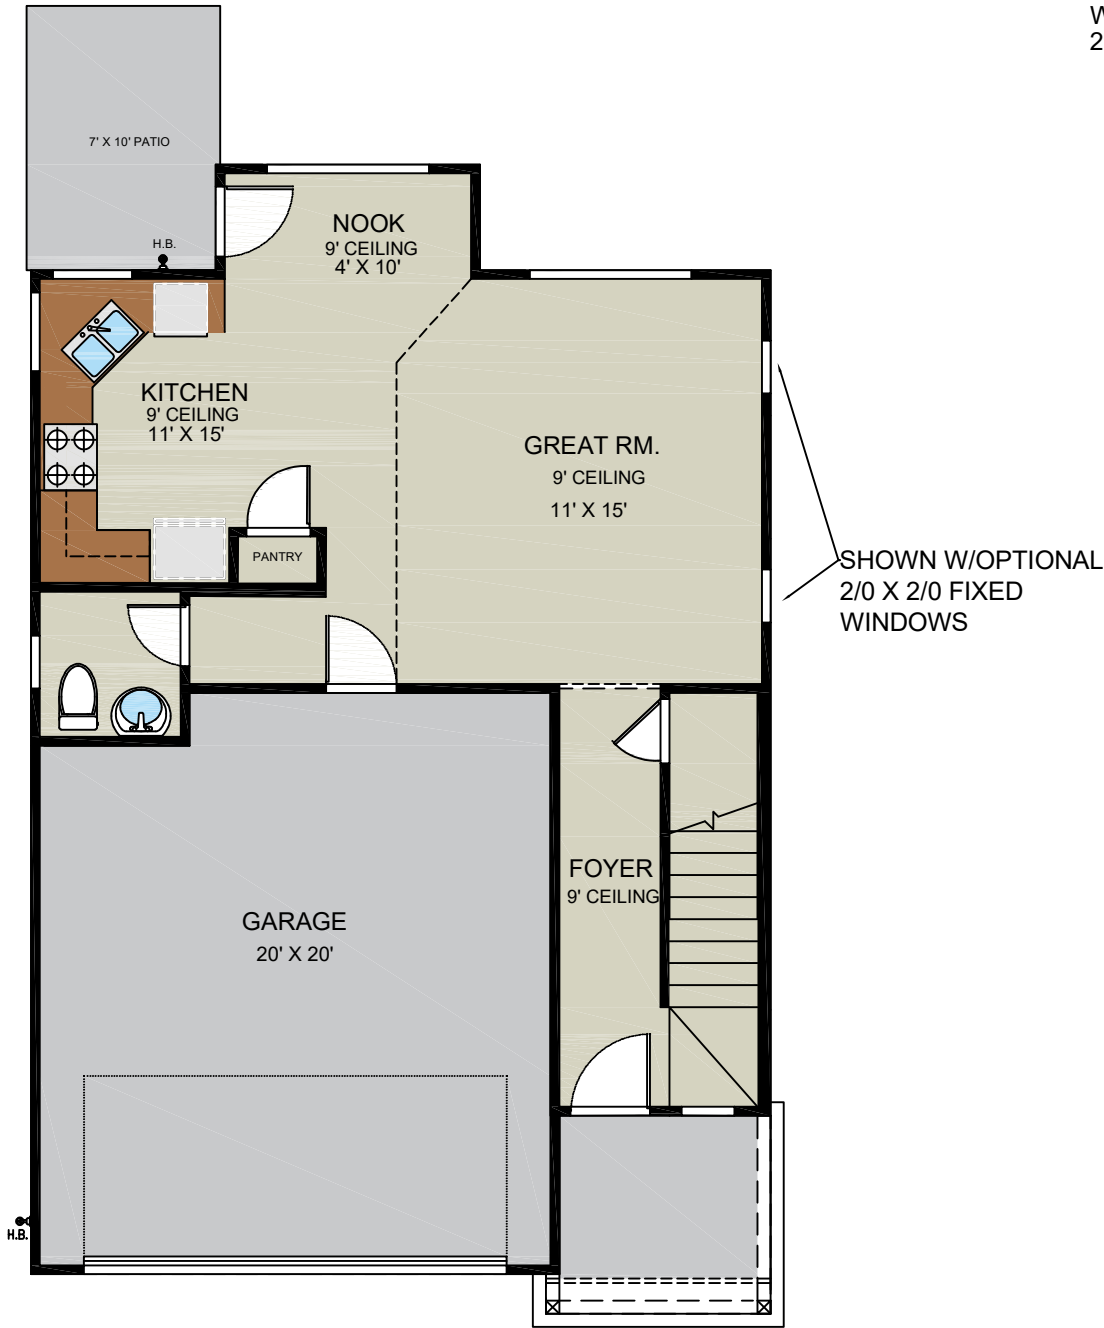 W
2
7' X 10' PATIO
H.B.
NOOK
9' CEILING
4' X 10'
KITCHEN
9' CEILING
11' X 15'
GREAT RM.
9' CEILING
11' X 15'
PANTRY
SHOWN W/OPTIONAL
2/0 X 2/0 FIXED
WINDOWS
FOYER
9' CEILING
GARAGE
20' X 20'
H.B.